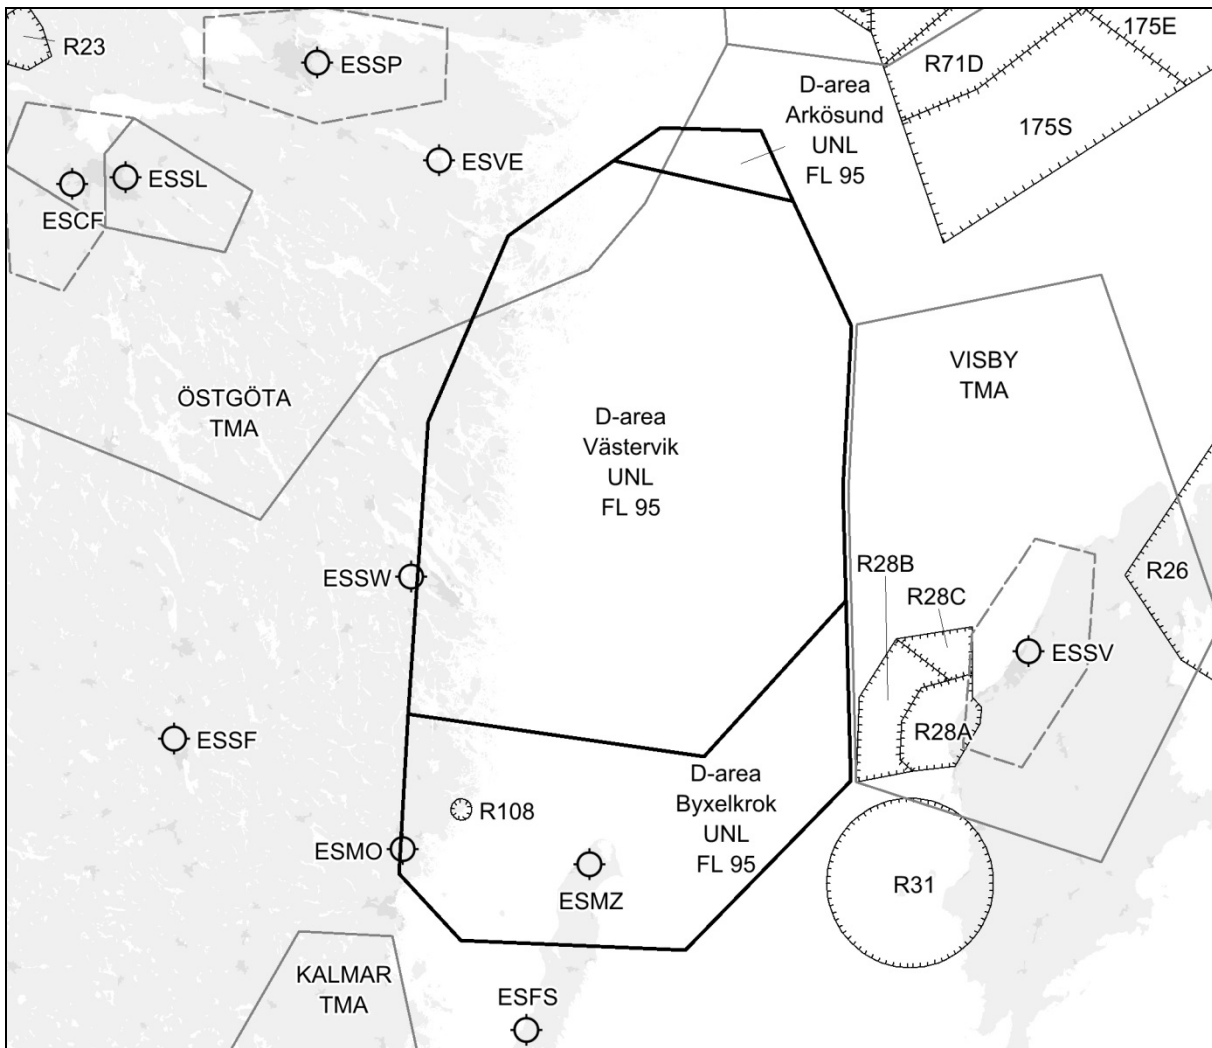 R23
ESSP
175E
R71D
D-area
Arkösund
UNL
FL 95
175S
ESVE
ESSL
ESCF
VISBY
TMA
ÖSTGÖTA
TMA
D-area
Västervik
UNL
FL 95
R28B
R26
ESSW
R28C
ESSV
ESSF
R28A
D-area
Byxelkrok
UNL
FL 95
R108
ESMO
R31
ESMZ
KALMAR
TMA
ESFS